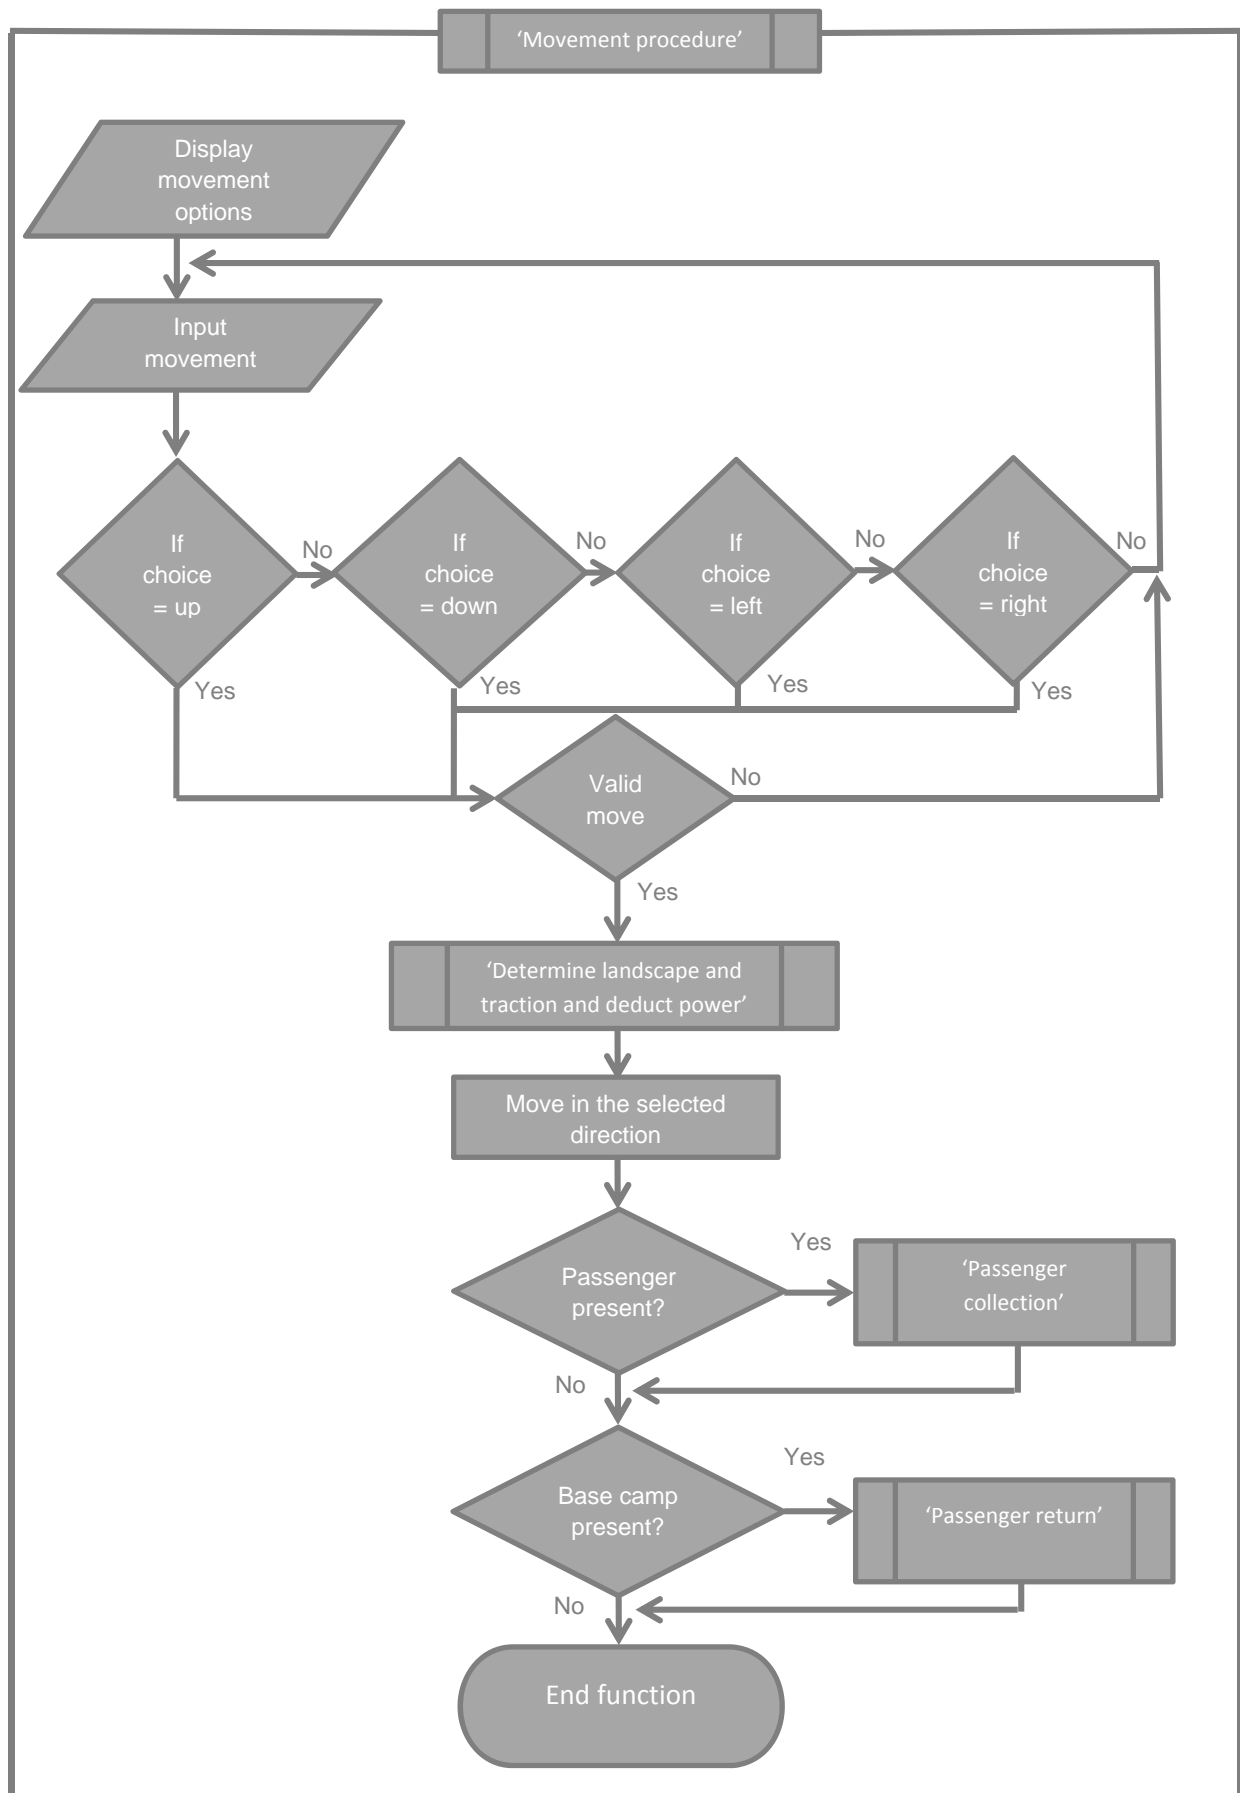 ‘Movement procedure’
Display
movement
options
Input
movement
If
choice
= up
No
If
choice
= down
No
If
choice
= left
No
If
choice
= right
No
Yes
Yes
Yes
Yes
Valid
move
No
Yes
‘Determine landscape and
traction and deduct power’
Move in the selected
direction
Passenger
present?
Yes
‘Passenger
collection’
No
Base camp
present?
Yes
‘Passenger return’
No
End function